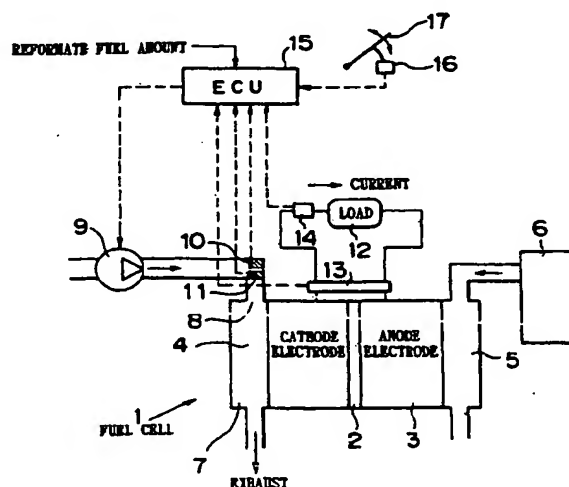 17
15
REFORMATE FUEL AMOUNT
16
ECU
CURRENT
9
10
14
LOAD
12
6
13
11
8
4
CATHODE ELECTRODE
ANODE ELECTRODE
5
1
FUEL CELL
7
2
3
EXHAUST